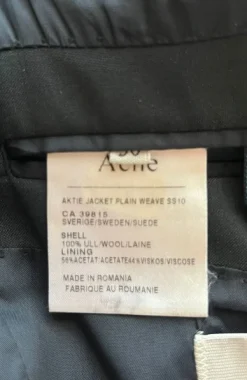 50
Acne
AKTIE JACKET PLAIN WEAVE SS10
CA 39815
SVERIGE/SWEDEN/SUEDE
SHELL
100% ULL/WOOL/LAINE
LINING
56%ACETAT ACETATE44%VISKOS/VISCOSE
MADE IN ROMANIA
FABRIQUE AU ROUMANIE